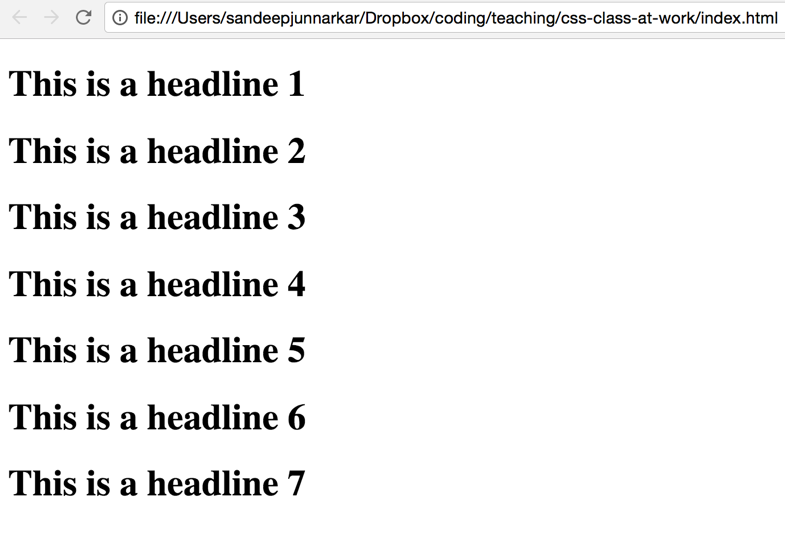 file:///Users/sandeepjunnarkar/Dropbox/coding/teaching/css-class-at-work/index.html
This is a headline 1
This is a headline 2
This is a headline 3
This is a headline 4
This is a headline 5
This is a headline 6
This is a headline 7